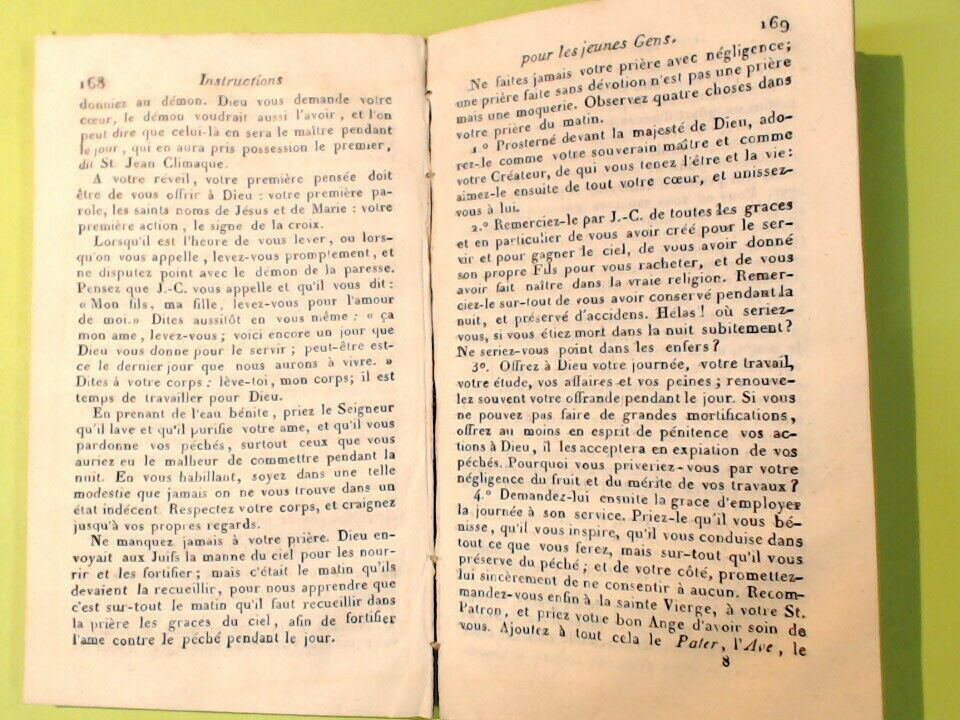 168 Instructions
donniez au démon. Dieu vous demande votre
cœur, le démou voudrait aussi l'avoir, et l'on
peut dire que celui-là en sera le maître pendant
le jour, qui en aura pris possession le premier,
dit St. Jean Climaque.
A votre réveil, votre première pensée doit
être de vous offrir à Dieu : votre première pa-
role, les saints noms de Jésus et de Marie : votre
première action, le signe de la croix.
Lorsqu'il est l'heure de vous lever, ou lors-
qu'on vous appelle, levez-vous promptement, et
ne disputez point avec le démon de la paresse.
Pensez que J.-C. vous appelle et qu'il vous dit :
« Mon fils, ma fille, levez-vous pour l'amour
de moi.» Dites aussitôt en vous même : « ça
mon ame, levez-vous ; voici encore un jour que
Dieu vous donne pour le servir ; peut-être est-
ce le dernier jour que nous aurons à vivre. »
Dites à votre corps : lève-toi, mon corps; il est
temps de travailler pour Dieu.
En prenant de l'eau bénite, priez le Seigneur
qu'il lave et qu'il purifie votre ame, et qu'il vous
pardonne vos péchés, surtout ceux que vous
auriez eu le malheur de commettre pendant la
nuit. En vous habillant, soyez dans une telle
modestie que jamais on ne vous trouve dans un
état indécent. Respectez votre corps, et craignez
jusqu'à vos propres regards.
Ne manquez jamais à votre prière. Dieu en-
voyait aux Juifs la manne du ciel pour les nour-
rir et les fortifier ; mais c'était le matin qu'ils
devaient la recueillir, pour nous apprendre que
c'est sur-tout le matin qu'il faut recueillir dans
la prière les graces du ciel, afin de fortifier
l'ame contre le péché pendant le jour.
pour les jeunes Gens. 169
Ne faites jamais votre prière avec négligence;
une prière faite sans dévotion n'est pas une prière
mais une moquerie. Observez quatre choses dans
votre prière du matin.
1.º Prosterné devant la majesté de Dieu, ado-
rez-le comme votre souverain maître et comme
votre Créateur, de qui vous tenez l'être et la vie:
aimez-le ensuite de tout votre cœur, et unissez-
vous à lui.
2.º Remerciez-le par J.-C. de toutes les graces
et en particulier de vous avoir créé pour le ser-
vir et pour gagner le ciel, de vous avoir donné
son propre Fils pour vous racheter, et de vous
avoir fait naître dans la vraie religion. Remer-
ciez-le sur-tout de vous avoir conservé pendant la
nuit, et préservé d'accidens. Hélas ! où seriez-
vous, si vous étiez mort dans la nuit subitement ?
Ne seriez-vous point dans les enfers ?
3º. Offrez à Dieu votre journée, votre travail,
votre étude, vos affaires et vos peines ; renouve-
lez souvent votre offrande pendant le jour. Si vous
ne pouvez pas faire de grandes mortifications,
offrez au moins en esprit de pénitence vos ac-
tions à Dieu, il les acceptera en expiation de vos
péchés. Pourquoi vous priveriez-vous par votre
négligence du fruit et du mérite de vos travaux ?
4.º Demandez-lui ensuite la grace d'employer
la journée à son service. Priez-le qu'il vous bé-
nisse, qu'il vous inspire, qu'il vous conduise dans
tout ce que vous ferez, mais sur-tout qu'il vous
préserve du péché ; et de votre côté, promettez-
lui sincèrement de ne consentir à aucun. Recom-
mandez-vous enfin à la sainte Vierge, à votre St.
Patron, et priez votre bon Ange d'avoir soin de
vous. Ajoutez à tout cela le Pater, l'Ave, le
8